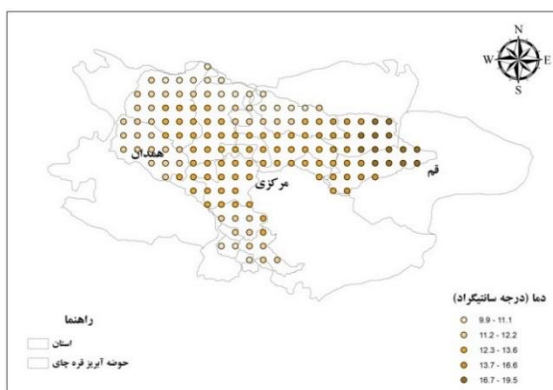 N
W E
S
همدان
مرکزی
قم
راهنما
استان
حوضه آبریز قره چای
دما (درجه سانتیگراد)
9.9 - 11.1
11.2 - 12.2
12.3 - 13.6
13.7 - 16.6
16.7 - 19.5